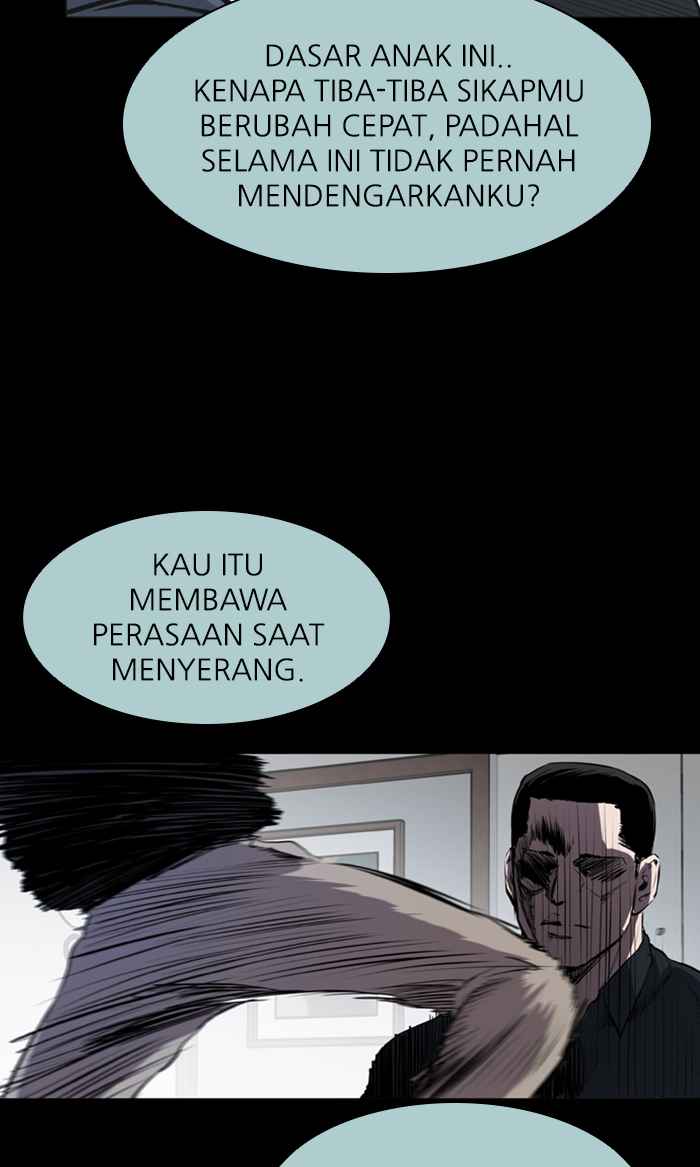 DASAR ANAK INI..
KENAPA TIBA-TIBA SIKAPMU
BERUBAH CEPAT, PADAHAL
SELAMA INI TIDAK PERNAH
MENDENGARKANKU?
KAU ITU
MEMBAWA
PERASAAN SAAT
MENYERANG.